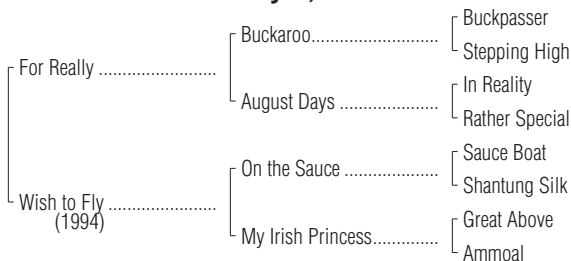 Buckpasser
Buckaroo..........................
Stepping High
For Really .........................
In Reality
August Days .....................
Rather Special
Sauce Boat
On the Sauce ....................
Shantung Silk
Wish to Fly .......................
(1994)
Great Above
My Irish Princess..............
Ammoal